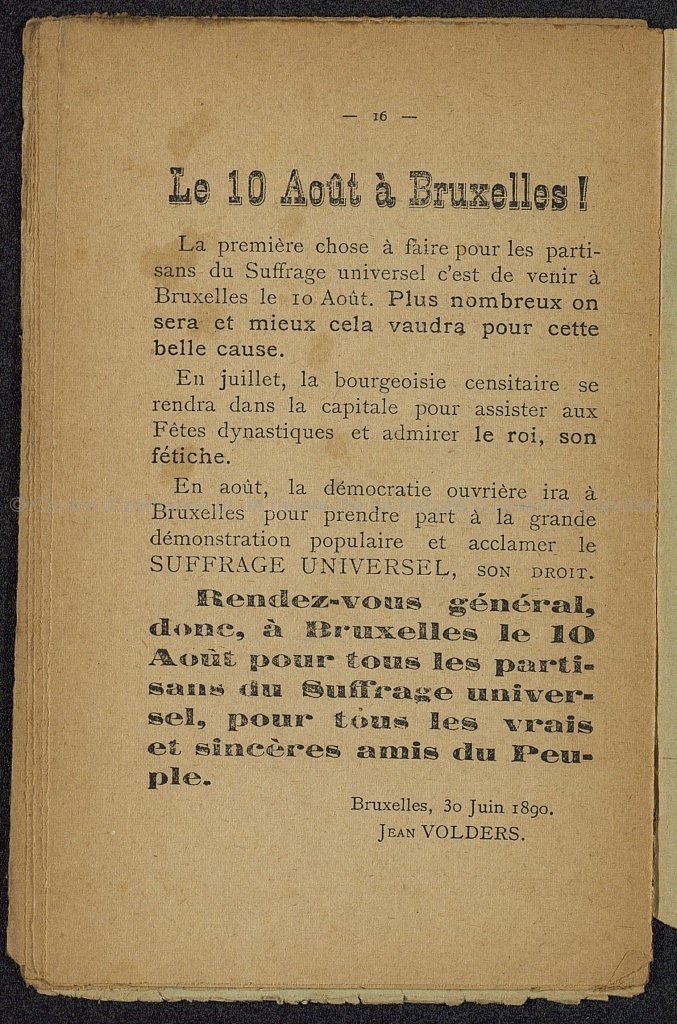 — 16 —
Le 10 Août à Bruxelles !
La première chose à faire pour les parti-
sans du Suffrage universel c'est de venir à
Bruxelles le 10 Août. Plus nombreux on
sera et mieux cela vaudra pour cette
belle cause.
En juillet, la bourgeoisie censitaire se
rendra dans la capitale pour assister aux
Fêtes dynastiques et admirer le roi, son
fétiche.
En août, la démocratie ouvrière ira à
Bruxelles pour prendre part à la grande
démonstration populaire et acclamer le
SUFFRAGE UNIVERSEL, SON DROIT.
Rendez-vous général,
donc, à Bruxelles le 10
Août pour tous les parti-
sans du Suffrage univer-
sel, pour tous les vrais
et sincères amis du Peu-
ple.
Bruxelles, 30 Juin 1890.
JEAN VOLDERS.